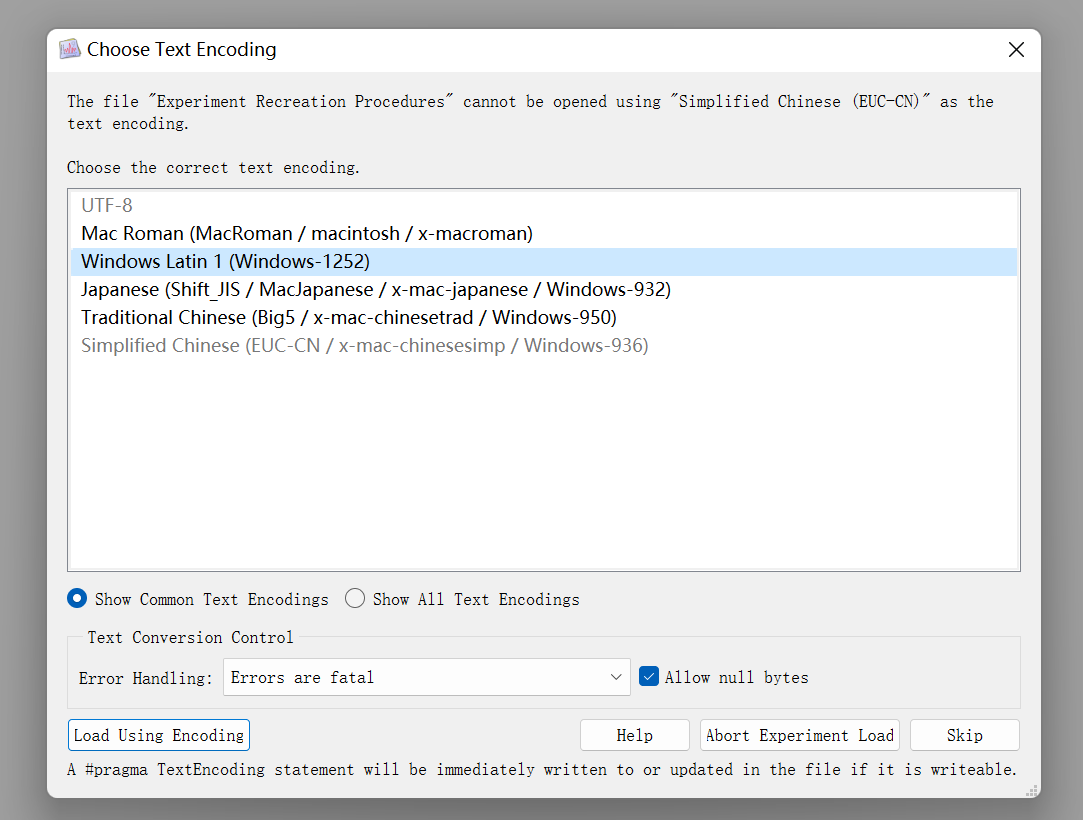 Choose Text Encoding
The file "Experiment Recreation Procedures" cannot be opened using "Simplified Chinese (EUC-CN)" as the
text encoding.
Choose the correct text encoding.
UTF-8
Mac Roman (MacRoman / macintosh / x-macroman)
Windows Latin 1 (Windows-1252)
Japanese (Shift_JIS / MacJapanese / x-mac-japanese / Windows-932)
Traditional Chinese (Big5 / x-mac-chinesetrad / Windows-950)
Simplified Chinese (EUC-CN / x-mac-chinesesimp / Windows-936)
Show Common Text Encodings Show All Text Encodings
Text Conversion Control
Error Handling: Errors are fatal Allow null bytes
Load Using Encoding Help Abort Experiment Load Skip
A #pragma TextEncoding statement will be immediately written to or updated in the file if it is writeable.